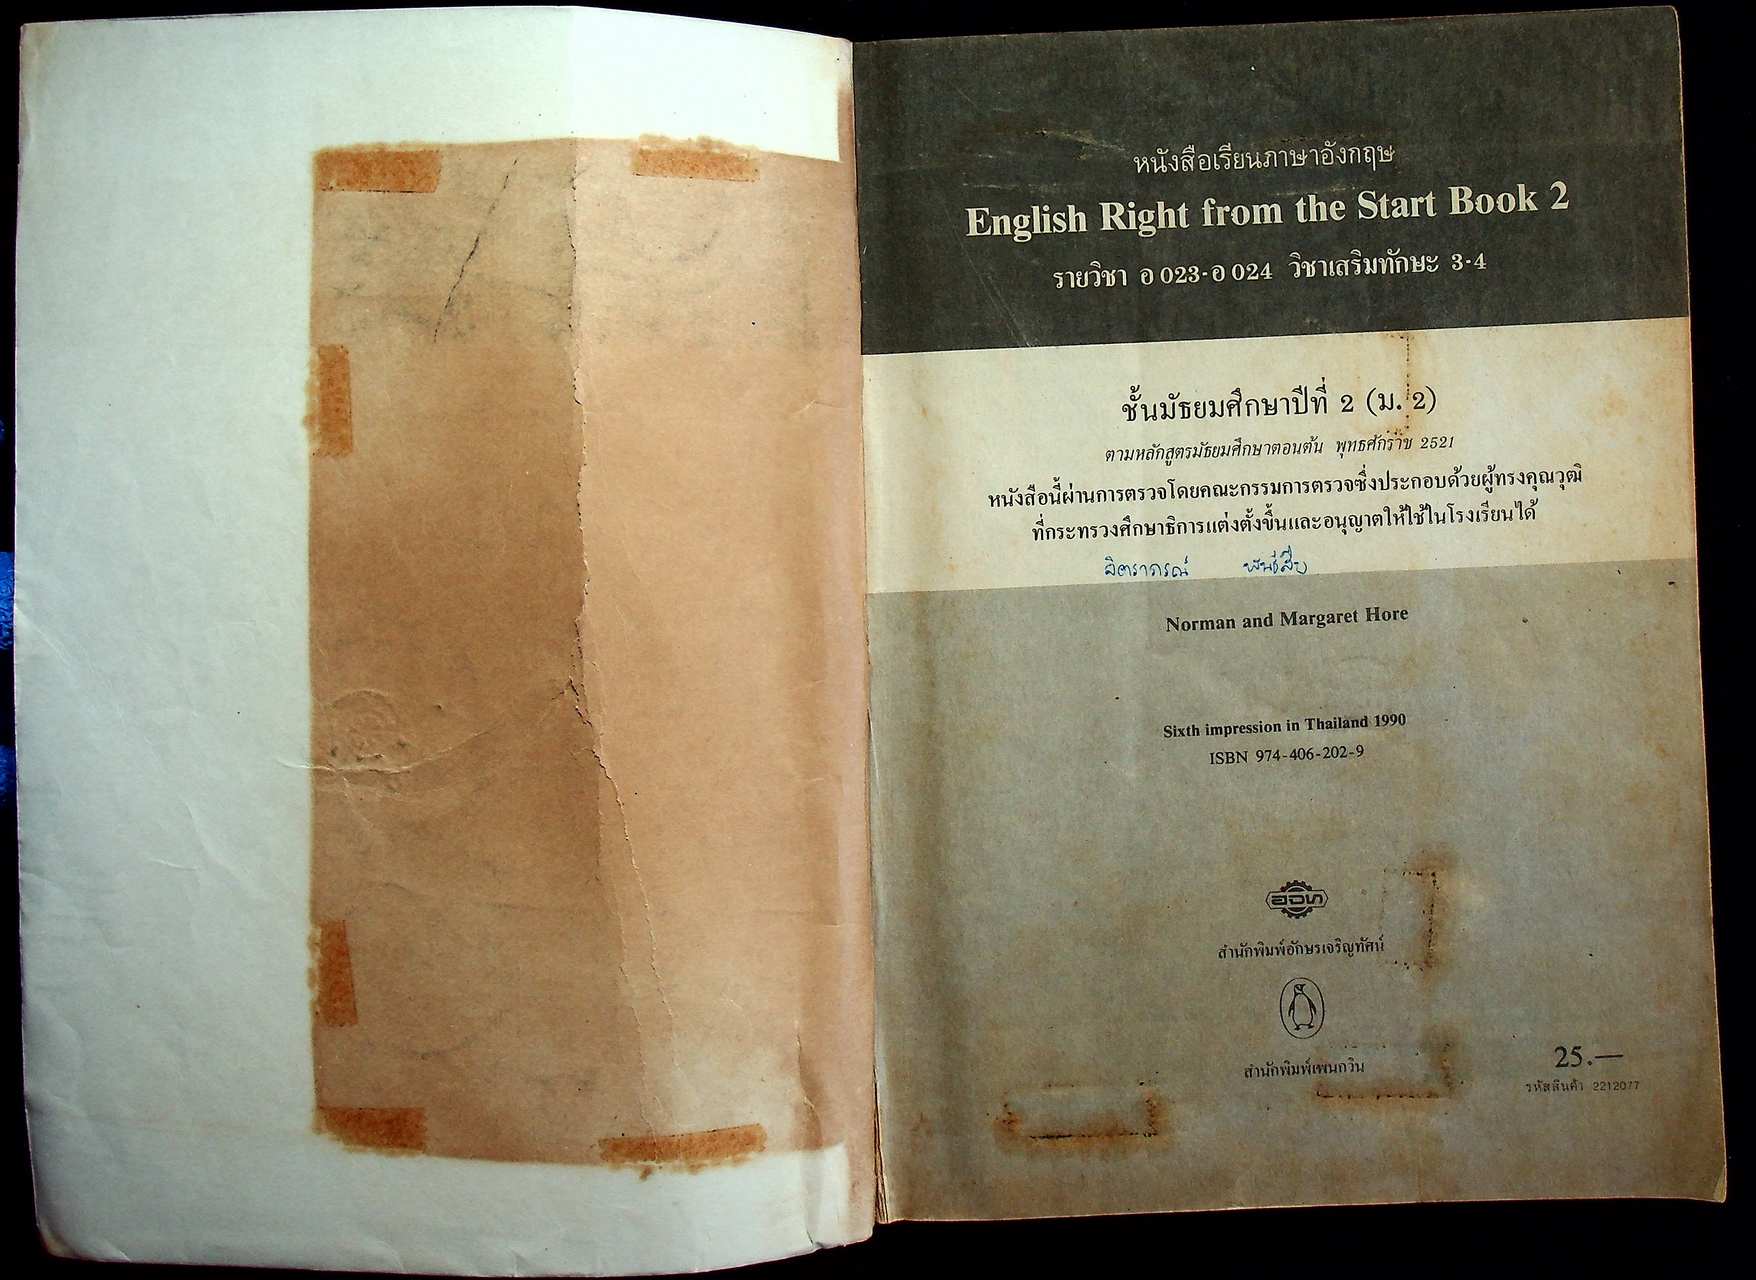 หนังสือเรียนภาษาอังกฤษ
English Right from the Start Book 2
รายวิชา อ 023-อ 024 วิชาเสริมทักษะ 3-4
ชั้นมัธยมศึกษาปีที่ 2 (ม. 2)
ตามหลักสูตรมัธยมศึกษาตอนต้น พุทธศักราช 2521
หนังสือนี้ผ่านการตรวจโดยคณะกรรมการตรวจซึ่งประกอบด้วยผู้ทรงคุณวุฒิ
ที่กระทรวงศึกษาธิการแต่งตั้งขึ้นและอนุญาตให้ใช้ในโรงเรียนได้
Norman and Margaret Hore
Sixth impression in Thailand 1990
ISBN 974-406-202-9
อจท
สำนักพิมพ์อักษรเจริญทัศน์
สำนักพิมพ์เพนกวิน
25.—
รหัสสินค้า 2212077